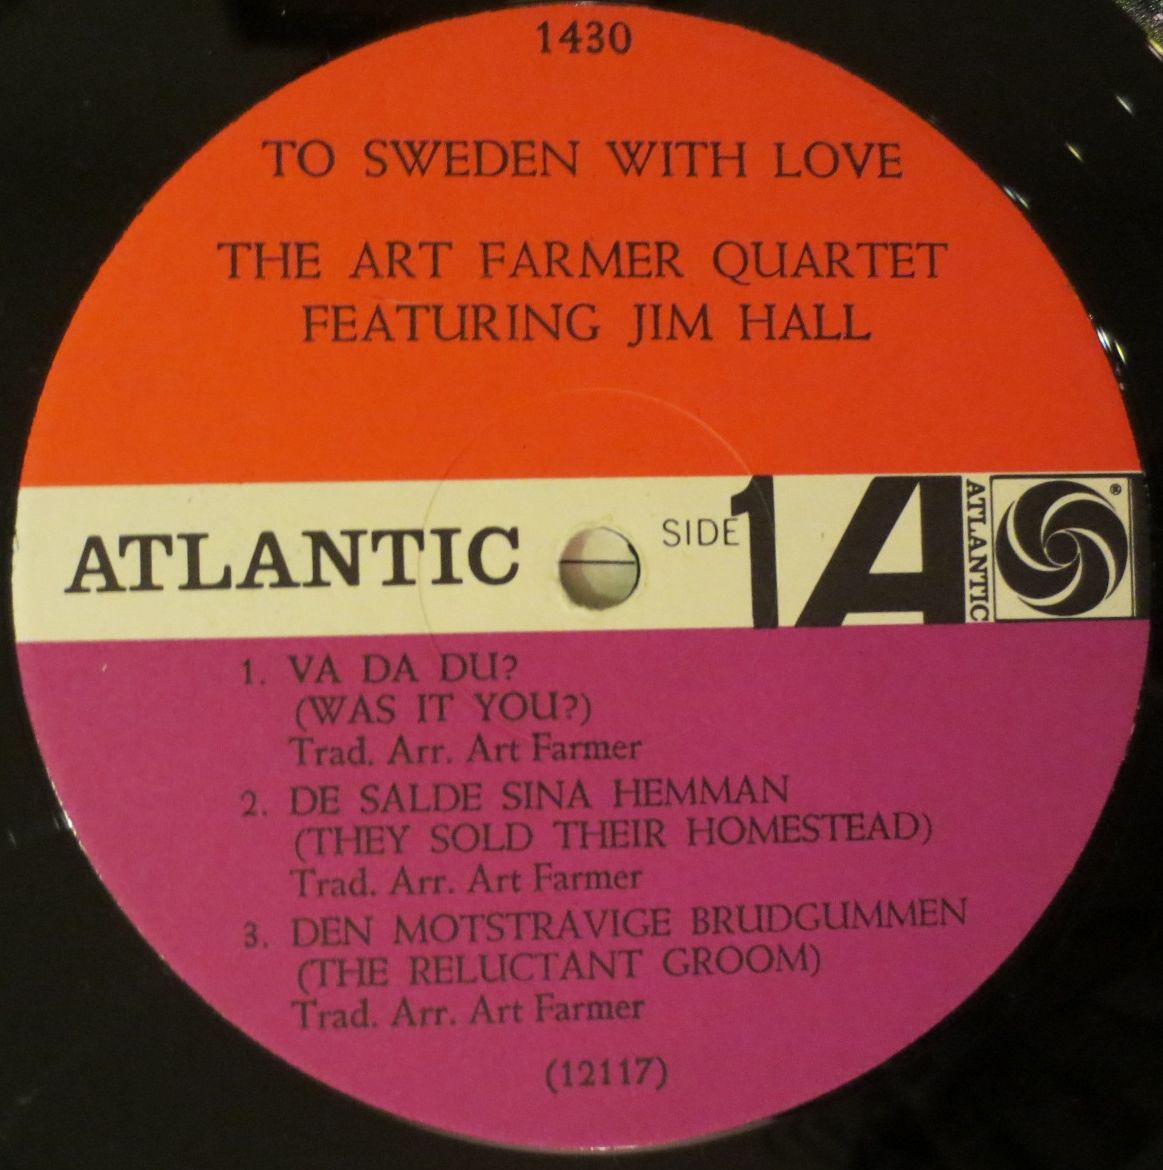 1430
TO SWEDEN WITH LOVE
THE ART FARMER QUARTET
FEATURING JIM HALL
ATLANTIC SIDE 1A ATLANTIC ®
1. VA DA DU?
(WAS IT YOU?)
Trad. Arr. Art Farmer
2. DE SALDE SINA HEMMAN
(THEY SOLD THEIR HOMESTEAD)
Trad. Arr. Art Farmer
3. DEN MOTSTRAVIGE BRUDGUMMEN
(THE RELUCTANT GROOM)
Trad. Arr. Art Farmer
(12117)